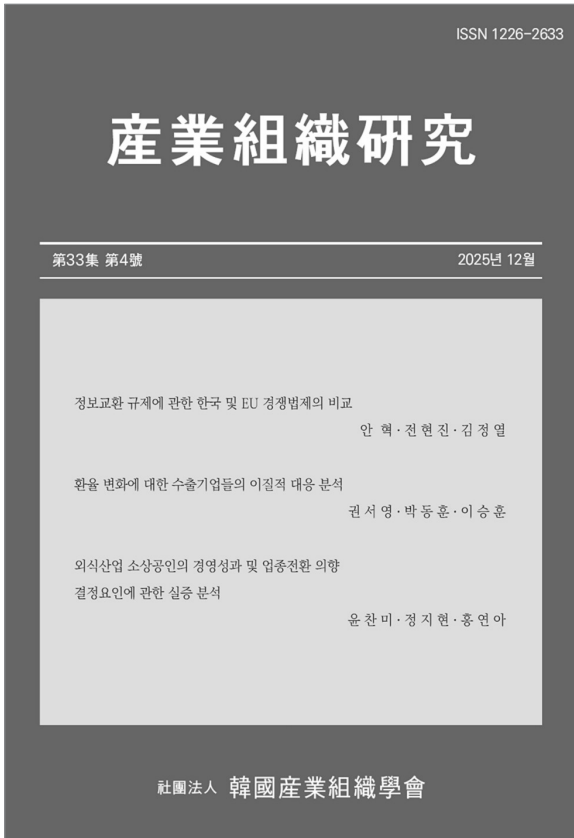 ISSN 1226-2633
産業組織硏究
第33集 第4號
2025년 12월
정보교환 규제에 관한 한국 및 EU 경쟁법제의 비교
안 혁·전현진·김정열
환율 변화에 대한 수출기업들의 이질적 대응 분석
권서영·박동훈·이승훈
외식산업 소상공인의 경영성과 및 업종전환 의향
결정요인에 관한 실증 분석
윤찬미·정지현·홍연아
社團法人 韓國産業組織學會